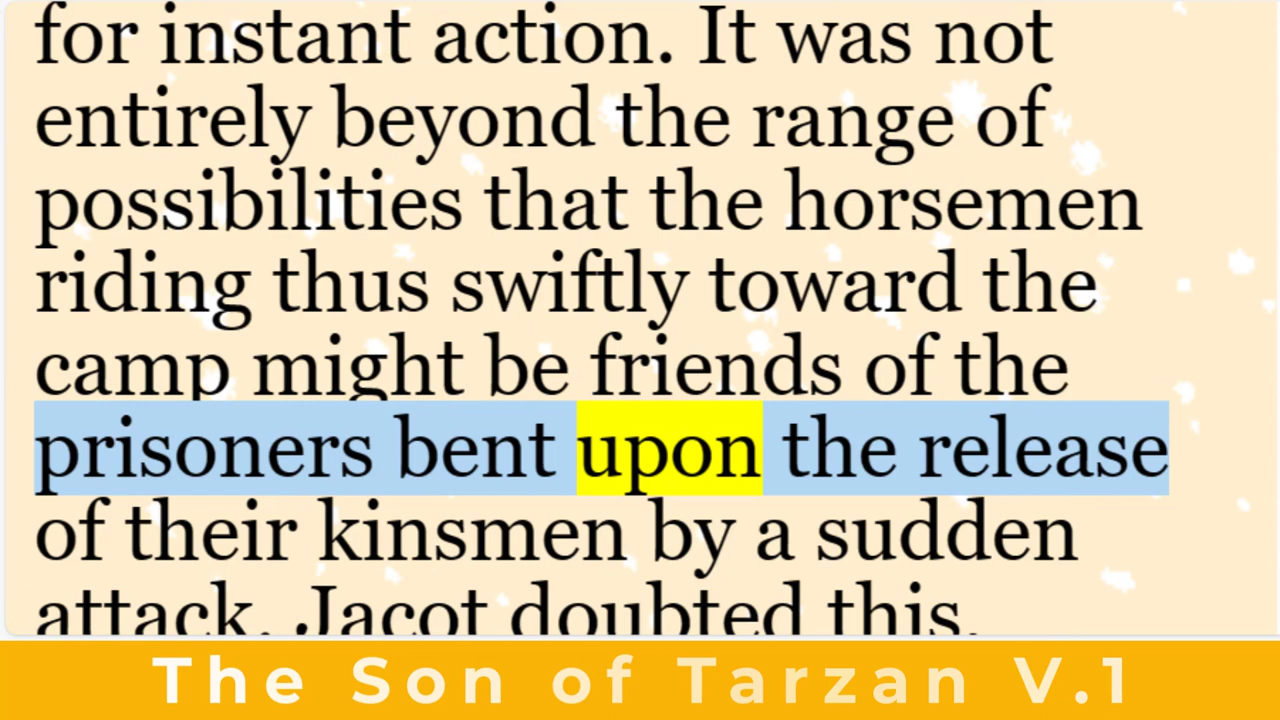 for instant action. It was not
entirely beyond the range of
possibilities that the horsemen
riding thus swiftly toward the
camp might be friends of the
prisoners bent upon the release
of their kinsmen by a sudden
attack. Jacot doubted this.
The Son of Tarzan V.1